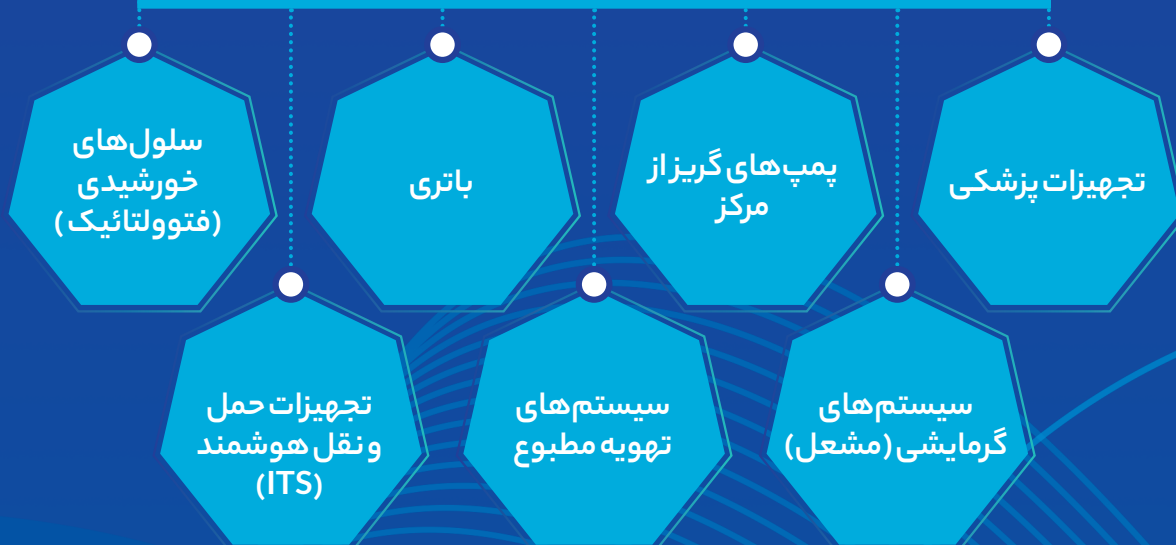 تجهیزات پزشکی
پمپ‌های گریز از
مرکز
باتری
سلول‌های
خورشیدی
(فتوولتائیک)
سیستم‌های
گرمایشی (مشعل)
سیستم‌های
تهویه مطبوع
تجهیزات حمل
و نقل هوشمند
(ITS)